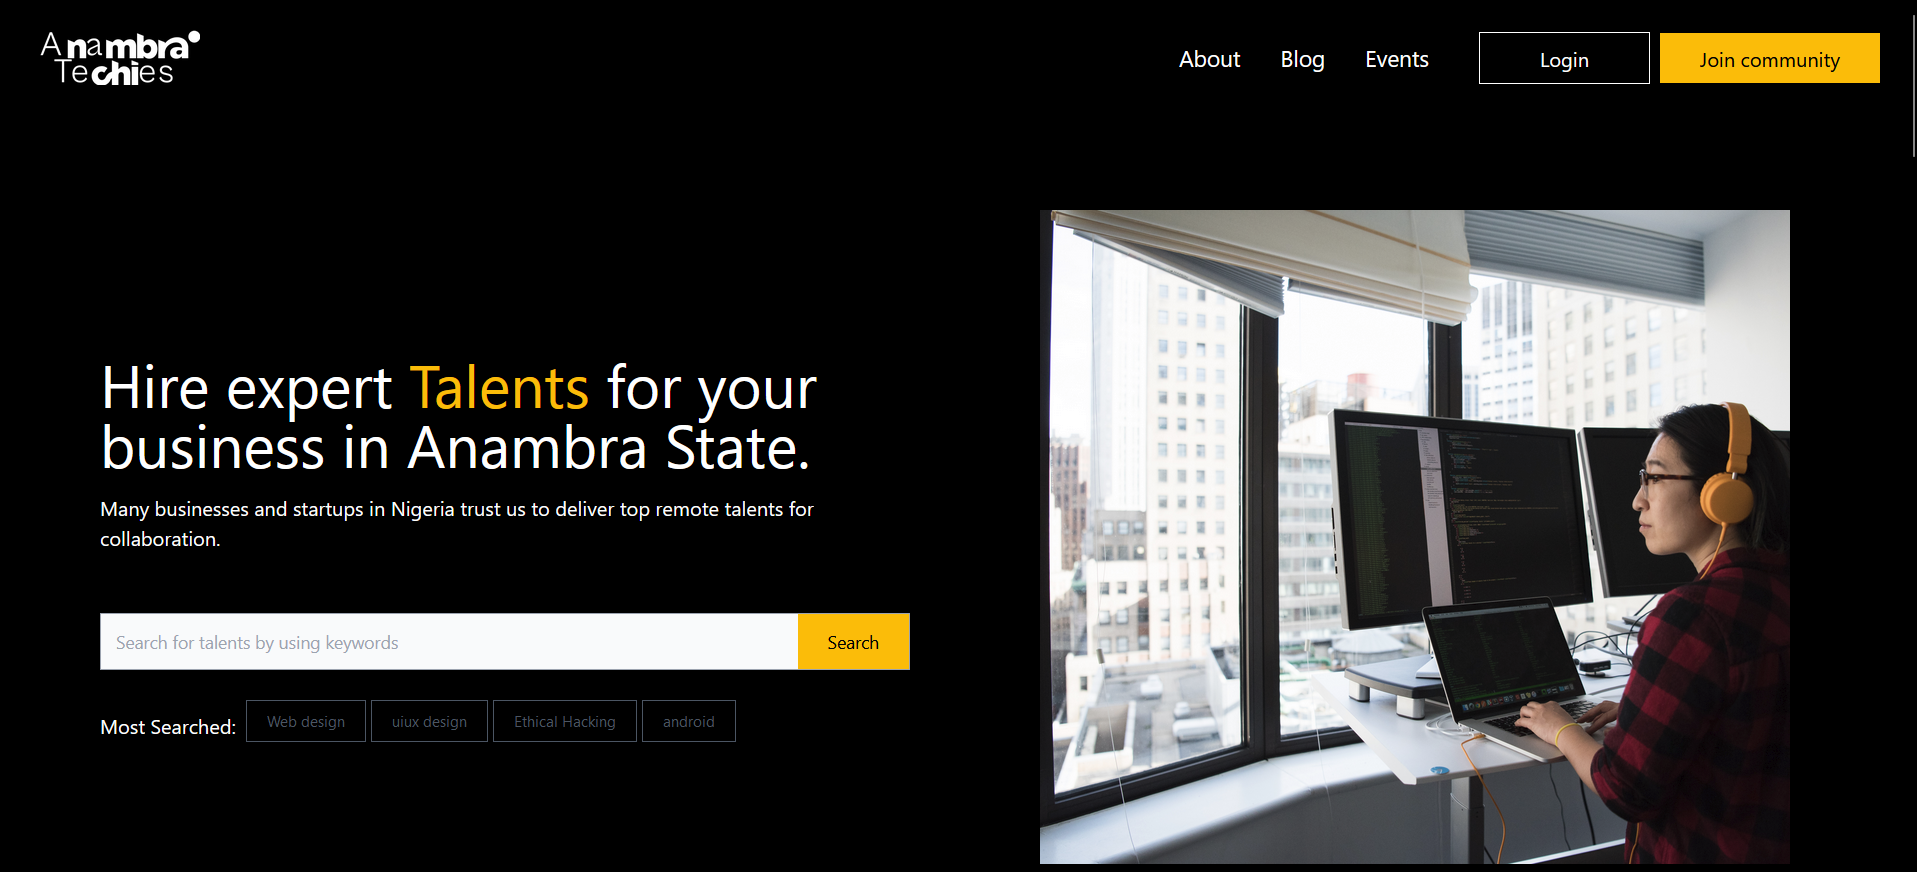 Anambra
Techies
About
Blog
Events
Login
Join community
Hire expert Talents for your
business in Anambra State.
Many businesses and startups in Nigeria trust us to deliver top remote talents for
collaboration.
Search for talents by using keywords
Search
Most Searched:
Web design
uiux design
Ethical Hacking
android